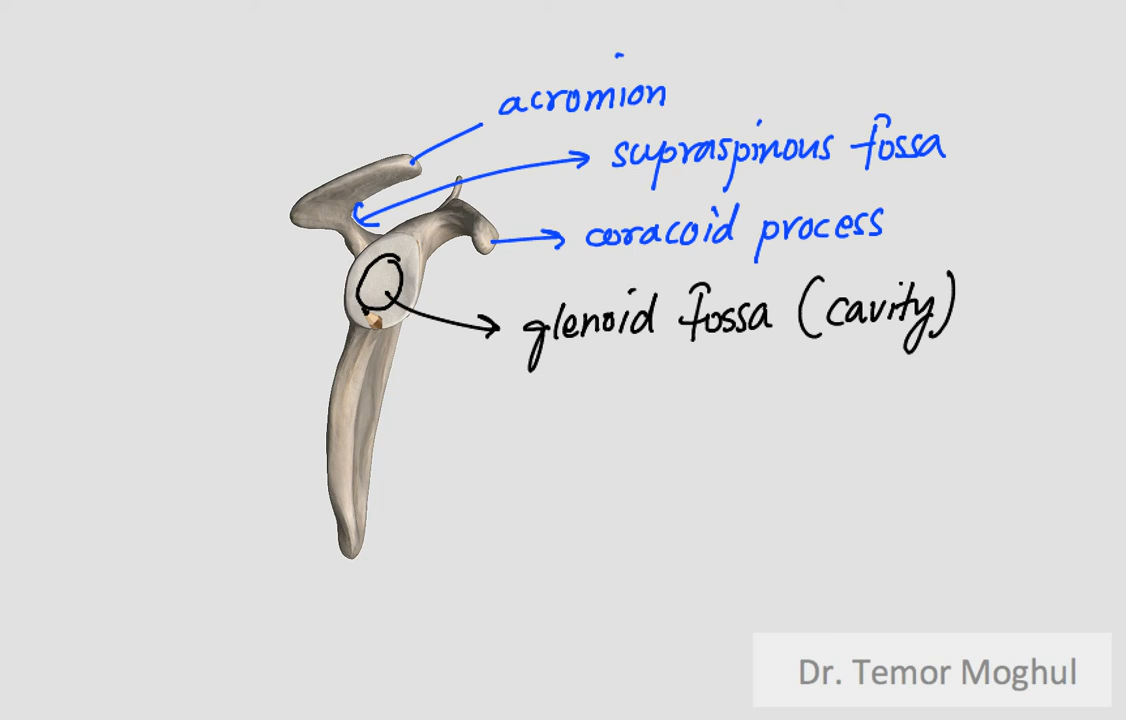 acromion
supraspinous fossa
coracoid process
glenoid fossa (cavity)
Dr. Temor Moghul